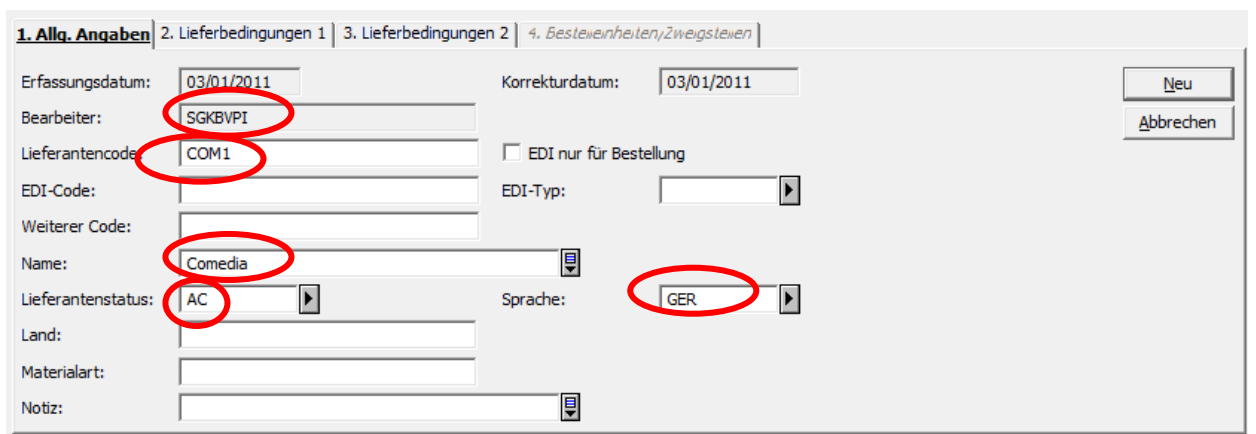 1. Allg. Angaben 2. Lieferbedingungen 1 3. Lieferbedingungen 2 4. Bestelleinheiten/Zweigstellen
Erfassungsdatum: 03/01/2011 Korrekturdatum: 03/01/2011 Neu
Bearbeiter: SGKBVPI Abbrechen
Lieferantencode: COM1 EDI nur für Bestellung
EDI-Code: EDI-Typ:
Weiterer Code:
Name: Comedia
Lieferantenstatus: AC Sprache: GER
Land:
Materialart:
Notiz: